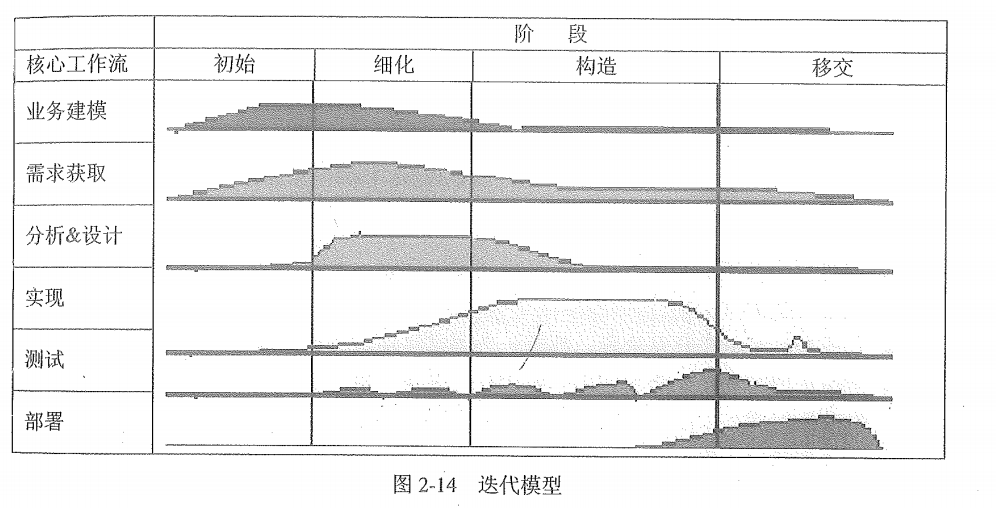 阶 段
核心工作流 初始 细化 构造 移交
业务建模
需求获取
分析&设计
实现
测试
部署
图 2-14 迭代模型